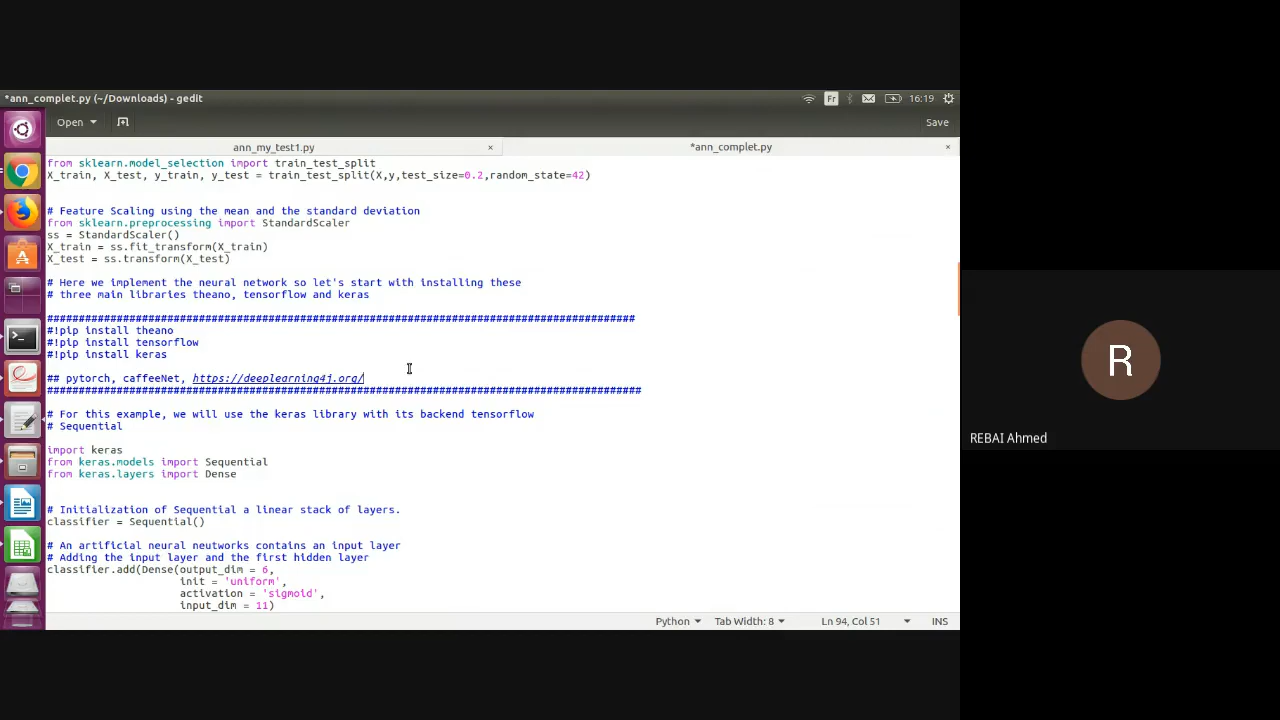 *ann_complet.py (~/Downloads) - gedit
Fr
16:19
Open
Save
ann_my_test1.py
×
*ann_complet.py
×
from sklearn.model_selection import train_test_split
X_train, X_test, y_train, y_test = train_test_split(X,y,test_size=0.2,random_state=42)
# Feature Scaling using the mean and the standard deviation
from sklearn.preprocessing import StandardScaler
ss = StandardScaler()
X_train = ss.fit_transform(X_train)
X_test = ss.transform(X_test)
# Here we implement the neural network so let's start with installing these
# three main libraries theano, tensorflow and keras
#############################################################################################
#!pip install theano
#!pip install tensorflow
#!pip install keras
## pytorch, caffeeNet, https://deeplearning4j.org/
##############################################################################################
# For this example, we will use the keras library with its backend tensorflow
# Sequential
import keras
from keras.models import Sequential
from keras.layers import Dense
# Initialization of Sequential a linear stack of layers.
classifier = Sequential()
# An artificial neural neutworks contains an input layer
# Adding the input layer and the first hidden layer
classifier.add(Dense(output_dim = 6,
init = 'uniform',
activation = 'sigmoid',
input_dim = 11)
Python
Tab Width: 8
Ln 94, Col 51
INS
R
REBAI Ahmed